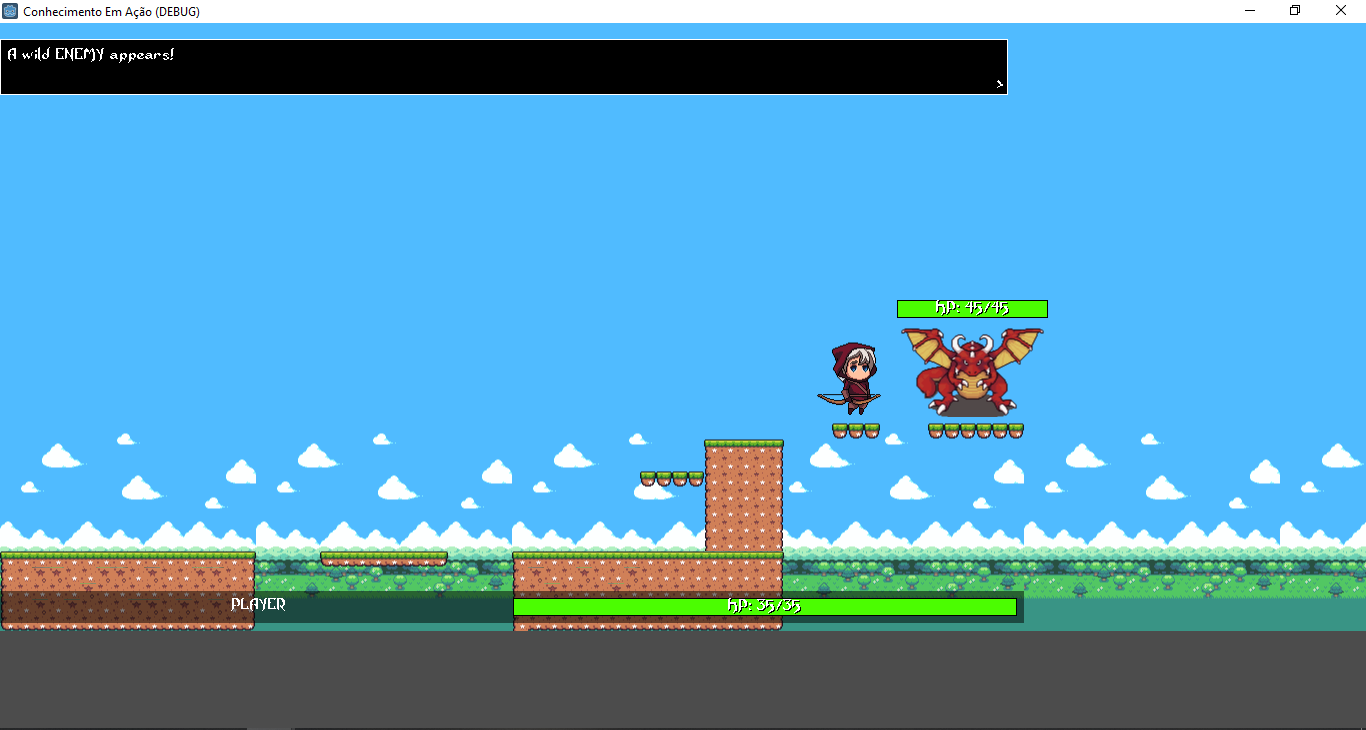 Conhecimento Em Ação (DEBUG)
A wild ENEMY appears!
>
HP: 45/45
PLAYER
HP: 35/35